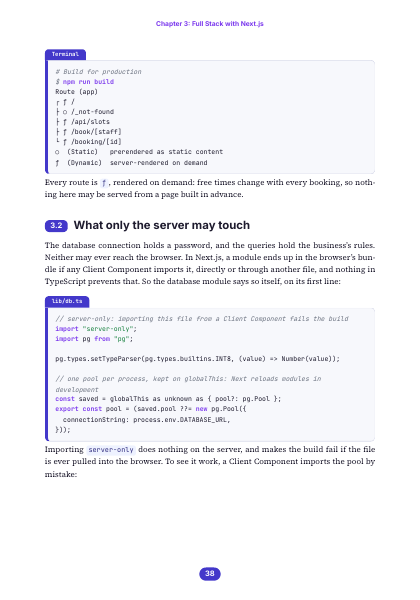 Chapter 3: Full Stack with Next.js
Terminal
# Build for production
$ npm run build
Route (app)
┌ ƒ /
├ ○ /_not-found
├ ƒ /api/slots
├ ƒ /book/[staff]
└ ƒ /booking/[id]
○  (Static)   prerendered as static content
ƒ  (Dynamic)  server-rendered on demand
Every route is ƒ, rendered on demand: free times change with every booking, so noth-
ing here may be served from a page built in advance.
3.2 What only the server may touch
The database connection holds a password, and the queries hold the business's rules.
Neither may ever reach the browser. In Next.js, a module ends up in the browser's bun-
dle if any Client Component imports it, directly or through another file, and nothing in
TypeScript prevents that. So the database module says so itself, on its first line:
lib/db.ts
// server-only: importing this file from a Client Component fails the build
import "server-only";
import pg from "pg";
pg.types.setTypeParser(pg.types.builtins.INT8, (value) => Number(value));
// one pool per process, kept on globalThis: Next reloads modules in
development
const saved = globalThis as unknown as { pool?: pg.Pool };
export const pool = (saved.pool ??= new pg.Pool({
  connectionString: process.env.DATABASE_URL,
}));
Importing server-only does nothing on the server, and makes the build fail if the file
is ever pulled into the browser. To see it work, a Client Component imports the pool by
mistake:
38